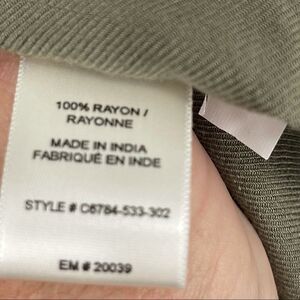 100% RAYON /
RAYONNE
MADE IN INDIA
FABRIQUÉ EN INDE
STYLE # C6784-533-302
EM # 20039